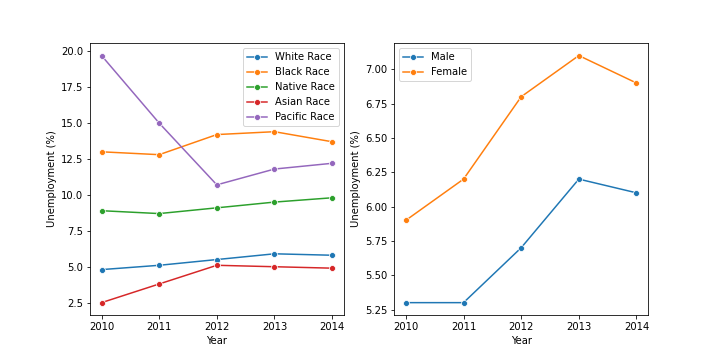 20.0
17.5
15.0
12.5
10.0
7.5
5.0
2.5
Unemployment (%)
2010 2011 2012 2013 2014
Year
White Race
Black Race
Native Race
Asian Race
Pacific Race
7.00
6.75
6.50
6.25
6.00
5.75
5.50
5.25
Unemployment (%)
2010 2011 2012 2013 2014
Year
Male
Female